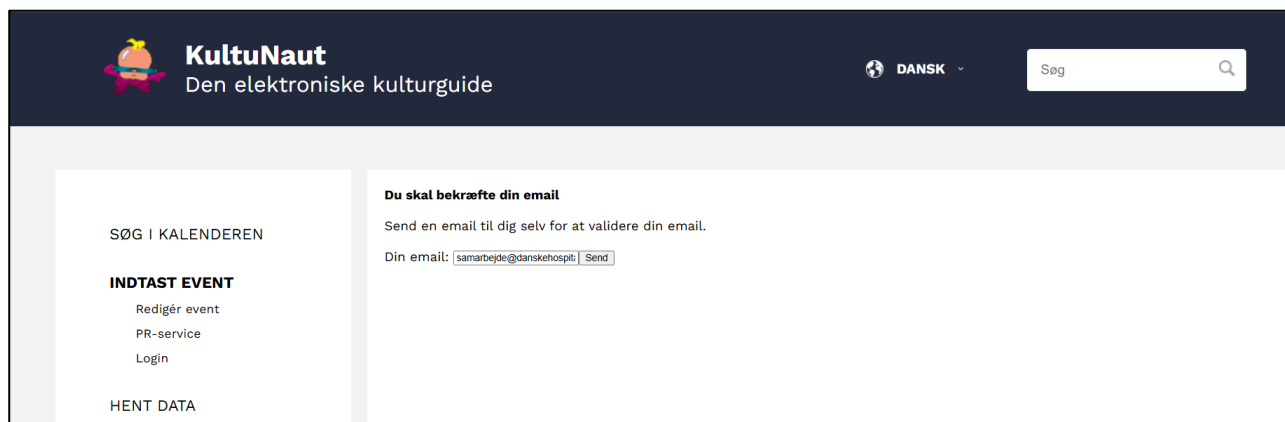 KultuNaut
Den elektroniske kulturguide
DANSK
Søg
SØG I KALENDEREN
INDTAST EVENT
Redigér event
PR-service
Login
HENT DATA
Du skal bekræfte din email
Send en email til dig selv for at validere din email.
Din email: samarbejde@danskehospit Send